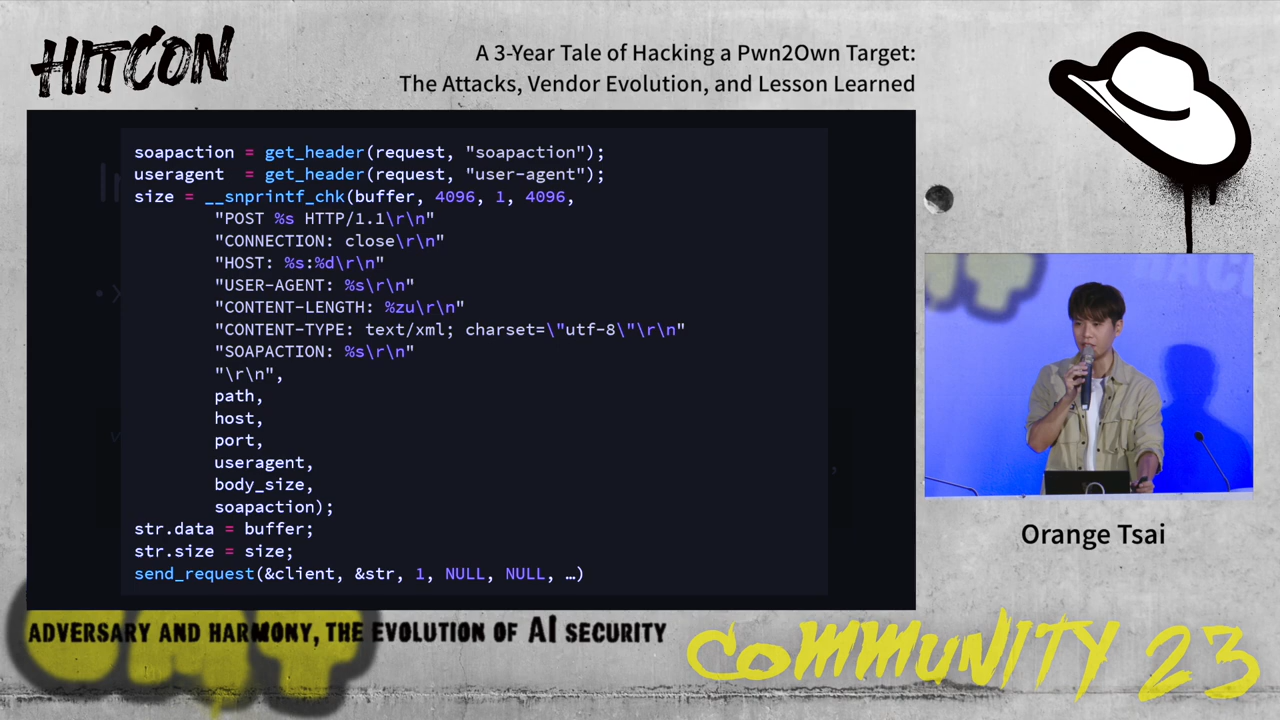 HITCON
A 3-Year Tale of Hacking a Pwn2Own Target:
The Attacks, Vendor Evolution, and Lesson Learned
soapaction = get_header(request, "soapaction");
useragent  = get_header(request, "user-agent");
size = __snprintf_chk(buffer, 4096, 1, 4096,
        "POST %s HTTP/1.1\r\n"
        "CONNECTION: close\r\n"
        "HOST: %s:%d\r\n"
        "USER-AGENT: %s\r\n"
        "CONTENT-LENGTH: %zu\r\n"
        "CONTENT-TYPE: text/xml; charset=\"utf-8\"\r\n"
        "SOAPACTION: %s\r\n"
        "\r\n",
        path,
        host,
        port,
        useragent,
        body_size,
        soapaction);
str.data = buffer;
str.size = size;
send_request(&client, &str, 1, NULL, NULL, …)
Orange Tsai
ADVERSARY AND HARMONY, THE EVOLUTION OF AI SECURITY
COMMUNITY 23